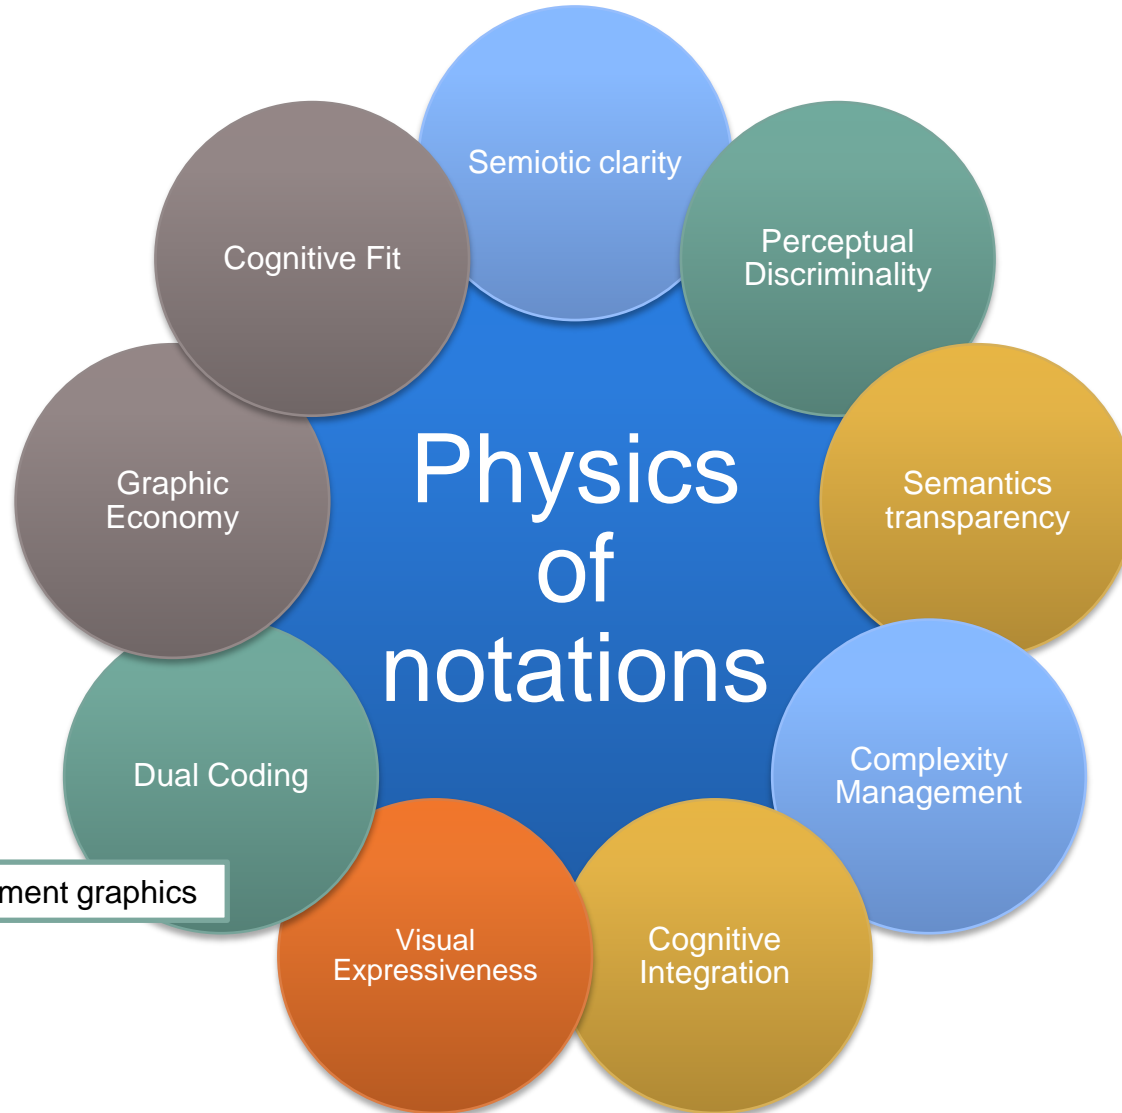 Semiotic clarity
Perceptual
Discriminality
Semantics
transparency
Complexity
Management
Cognitive
Integration
Visual
Expressiveness
Dual Coding
graphics
Graphic
Economy
Cognitive Fit
Physics
of
notations